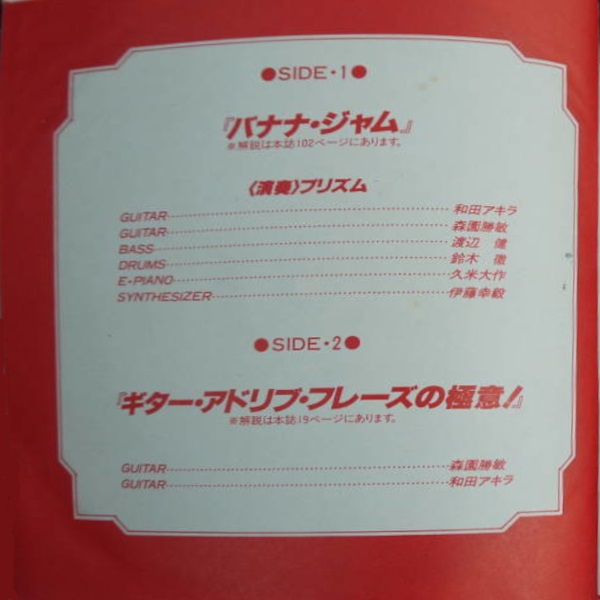 ●SIDE・1●
『バナナ・ジャム』
※解説は本誌102ページにあります。
〈演奏〉プリズム
GUITAR 和田アキラ
GUITAR 森園勝敏
BASS 渡辺 健
DRUMS 鈴木 徹
E・PIANO 久米大作
SYNTHESIZER 伊藤幸毅
●SIDE・2●
『ギター・アドリブ・フレーズの極意!』
※解説は本誌19ページにあります。
GUITAR 森園勝敏
GUITAR 和田アキラ